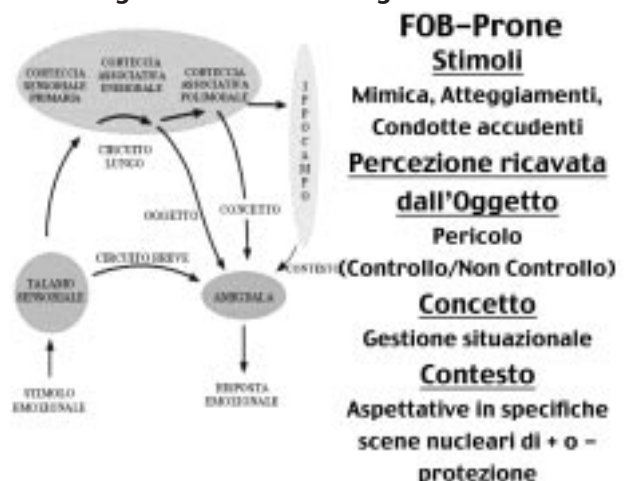 CORTECCIA
SENSORIALE
PRIMARIA
CORTECCIA
ASSOCIATIVA
UNIMODALE
CORTECCIA
ASSOCIATIVA
POLIMODALE
IPPOCAMPO
CIRCUITO
LUNGO
OGGETTO
CONCETTO
CIRCUITO BREVE
CONTESTO
TALAMO
SENSORIALE
AMIGDALA
STIMOLO
EMOZIONALE
RISPOSTA
EMOZIONALE
FOB-Prone
Stimoli
Mimica, Atteggiamenti,
Condotte accudenti
Percezione ricavata
dall'Oggetto
Pericolo
(Controllo/Non Controllo)
Concetto
Gestione situazionale
Contesto
Aspettative in specifiche
scene nucleari di + o -
protezione